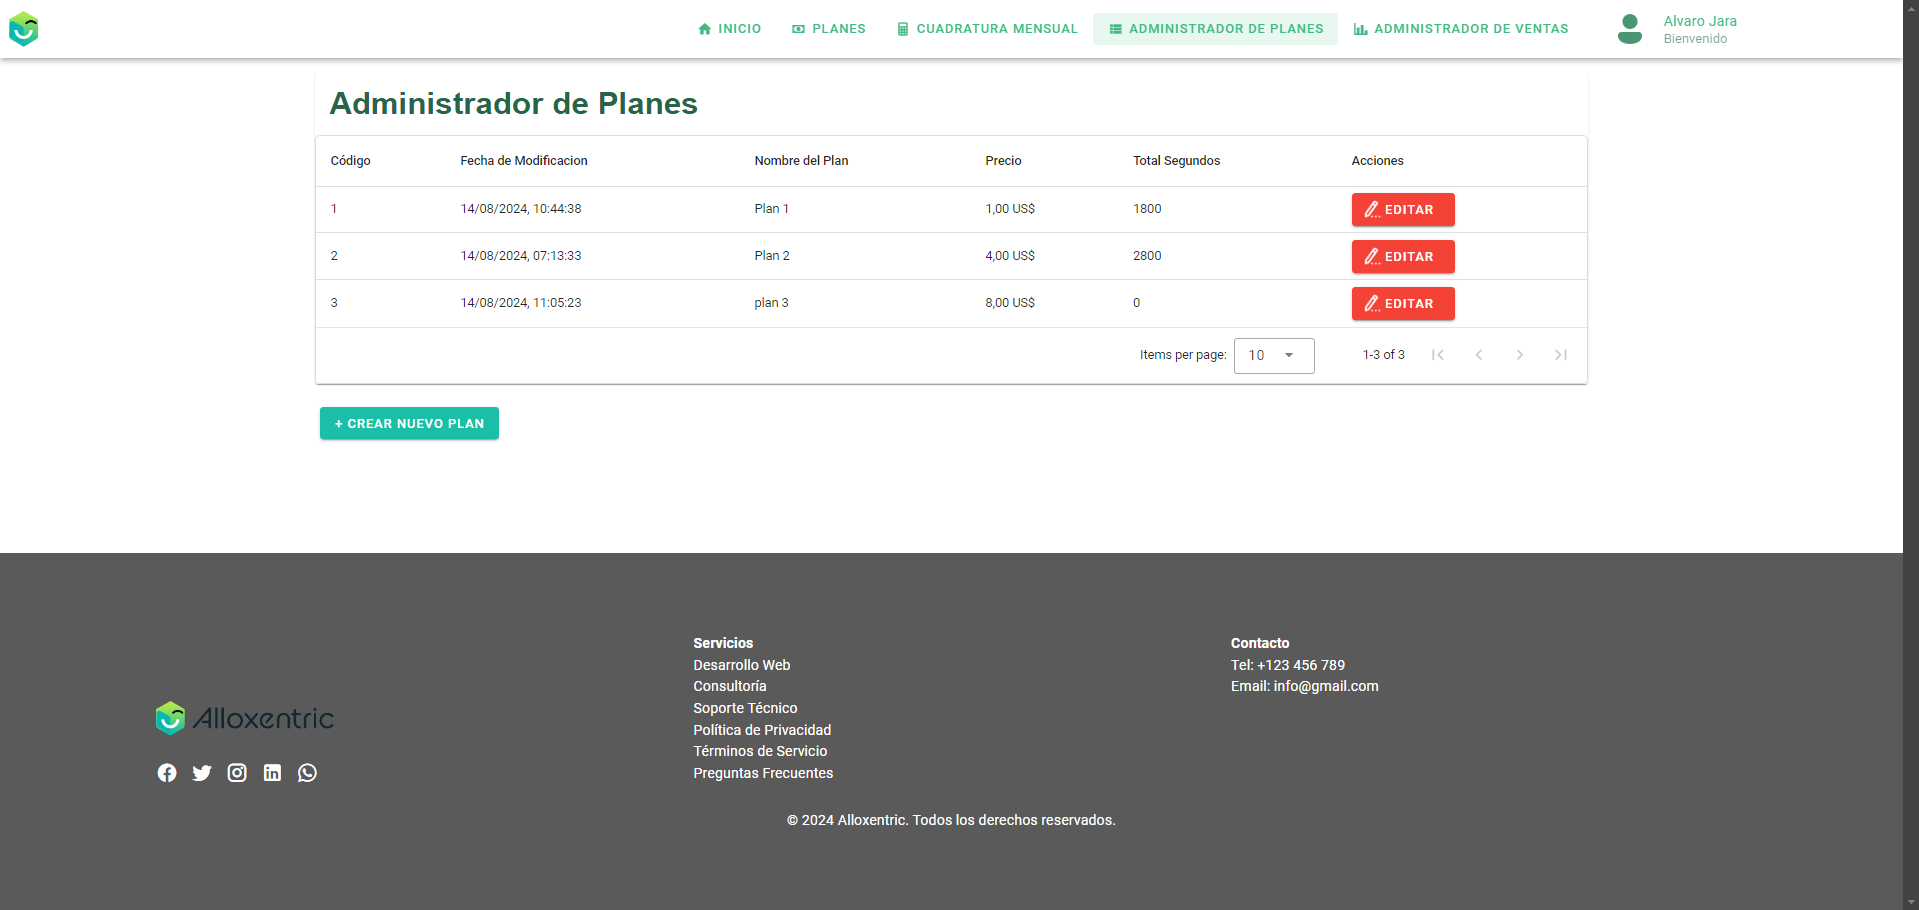 INICIO PLANES CUADRATURA MENSUAL ADMINISTRADOR DE PLANES ADMINISTRADOR DE VENTAS Alvaro Jara
Bienvenido
Administrador de Planes
Código Fecha de Modificacion Nombre del Plan Precio Total Segundos Acciones
1 14/08/2024, 10:44:38 Plan 1 1,00 US$ 1800 EDITAR
2 14/08/2024, 07:13:33 Plan 2 4,00 US$ 2800 EDITAR
3 14/08/2024, 11:05:23 plan 3 8,00 US$ 0 EDITAR
Items per page: 10 1-3 of 3
+ CREAR NUEVO PLAN
Alloxentric
Servicios
Desarrollo Web
Consultoría
Soporte Técnico
Política de Privacidad
Términos de Servicio
Preguntas Frecuentes
Contacto
Tel: +123 456 789
Email: info@gmail.com
© 2024 Alloxentric. Todos los derechos reservados.